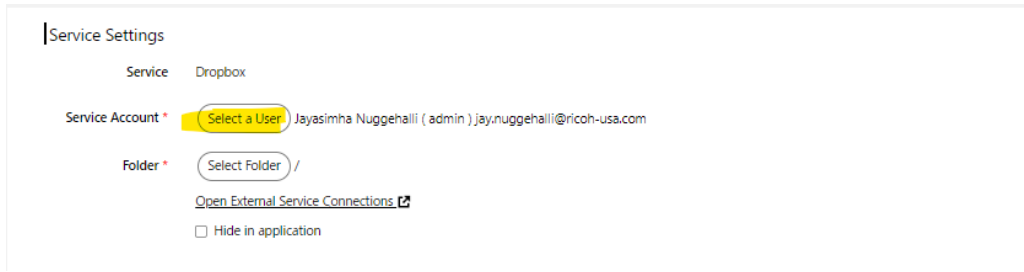 Service Settings
Service Dropbox
Service Account * Select a User Jayasimha Nuggehalli ( admin ) jay.nuggehalli@ricoh-usa.com
Folder * Select Folder /
Open External Service Connections
Hide in application